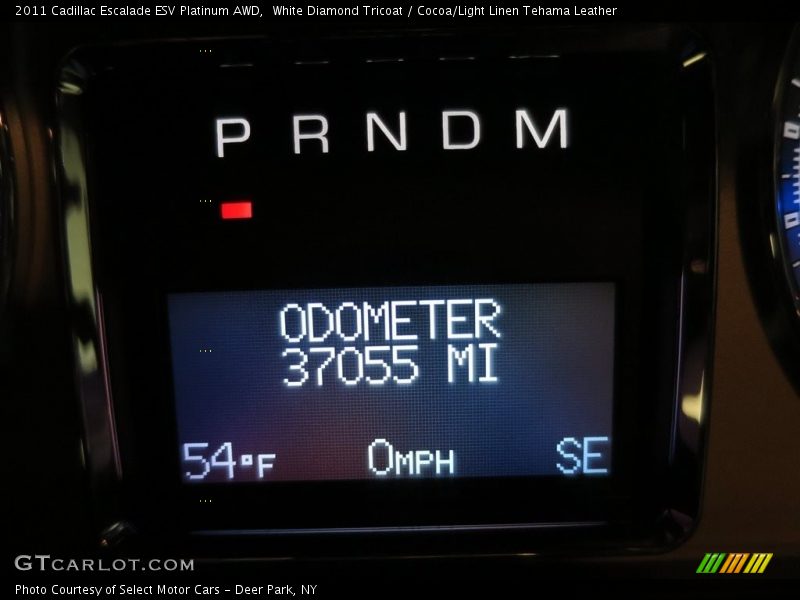 2011 Cadillac Escalade ESV Platinum AWD,  White Diamond Tricoat / Cocoa/Light Linen Tehama Leather
P R N D M
ODOMETER
37055 MI
54°F 0MPH SE
GTCARLOT.COM
Photo Courtesy of Select Motor Cars - Deer Park, NY